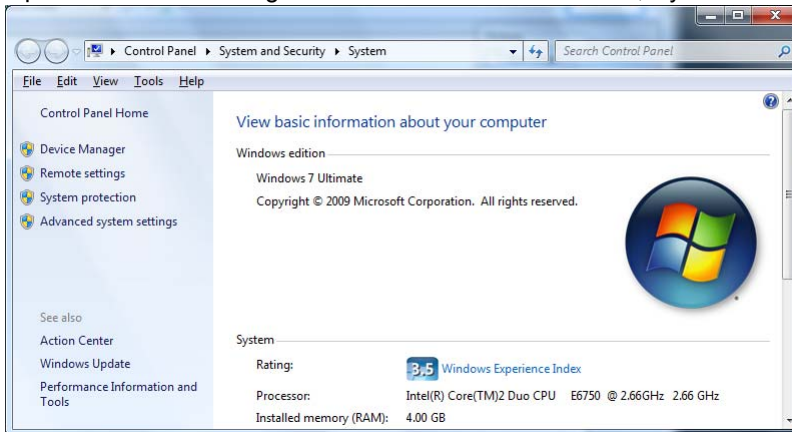 Control Panel ▸ System and Security ▸ System
Search Control Panel
File Edit View Tools Help
Control Panel Home
Device Manager
Remote settings
System protection
Advanced system settings
See also
Action Center
Windows Update
Performance Information and
Tools
View basic information about your computer
Windows edition
Windows 7 Ultimate
Copyright © 2009 Microsoft Corporation. All rights reserved.
System
Rating: 3.5 Windows Experience Index
Processor: Intel(R) Core(TM)2 Duo CPU E6750 @ 2.66GHz 2.66 GHz
Installed memory (RAM): 4.00 GB